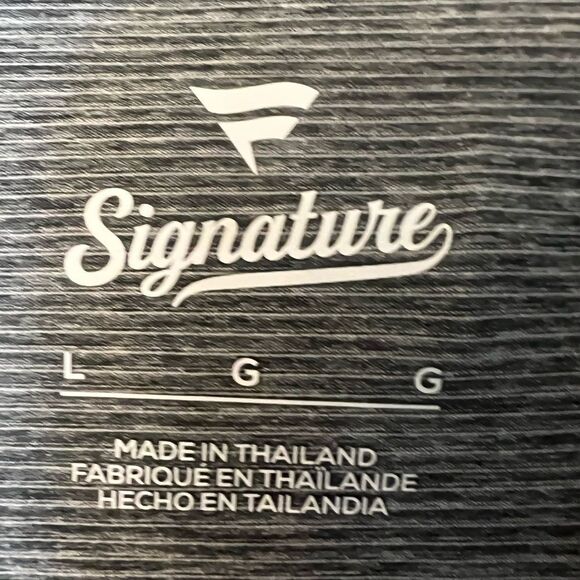 Signature
L G G
MADE IN THAILAND
FABRIQUÉ EN THAÏLANDE
HECHO EN TAILANDIA